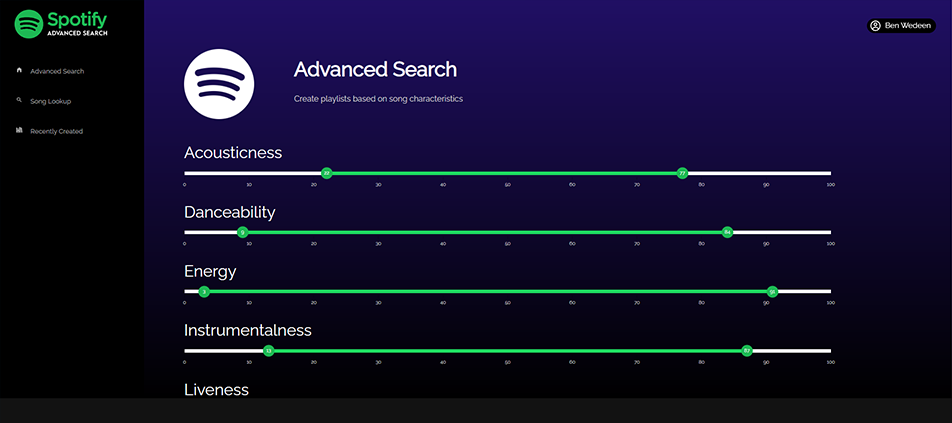 Spotify
ADVANCED SEARCH
Ben Wedeen
Advanced Search
Song Lookup
Recently Created
Advanced Search
Create playlists based on song characteristics
Acousticness
22 77
0 10 20 30 40 50 60 70 80 90 100
Danceability
9 84
0 10 20 30 40 50 60 70 80 90 100
Energy
3 91
0 10 20 30 40 50 60 70 80 90 100
Instrumentalness
13 87
0 10 20 30 40 50 60 70 80 90 100
Liveness